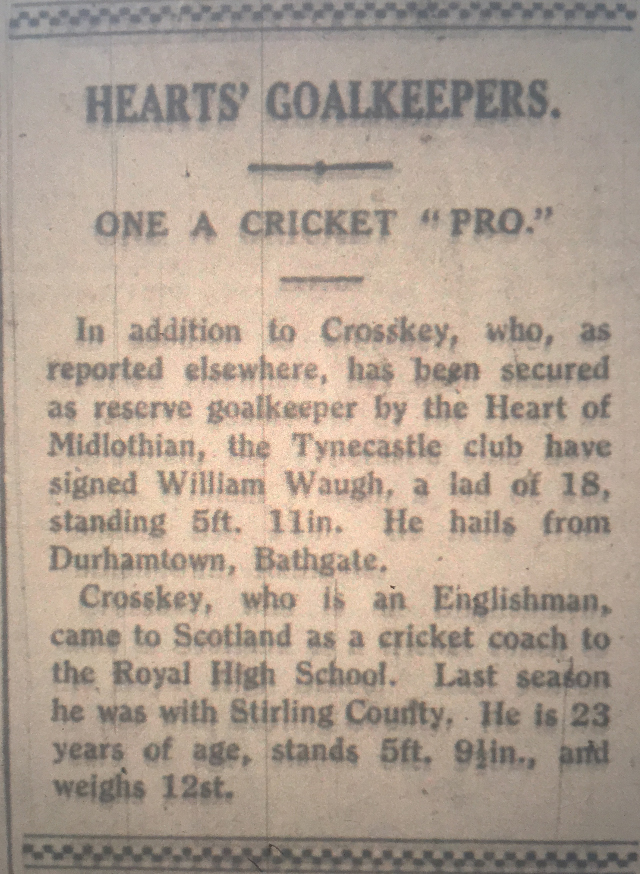 HEARTS' GOALKEEPERS.
ONE A CRICKET "PRO."
In addition to Crosskey, who, as
reported elsewhere, has been secured
as reserve goalkeeper by the Heart of
Midlothian, the Tynecastle club have
signed William Waugh, a lad of 18,
standing 5ft. 11in. He hails from
Durhamtown, Bathgate.
Crosskey, who is an Englishman,
came to Scotland as a cricket coach to
the Royal High School. Last season
he was with Stirling County. He is 23
years of age, stands 5ft. 9½in., and
weighs 12st.